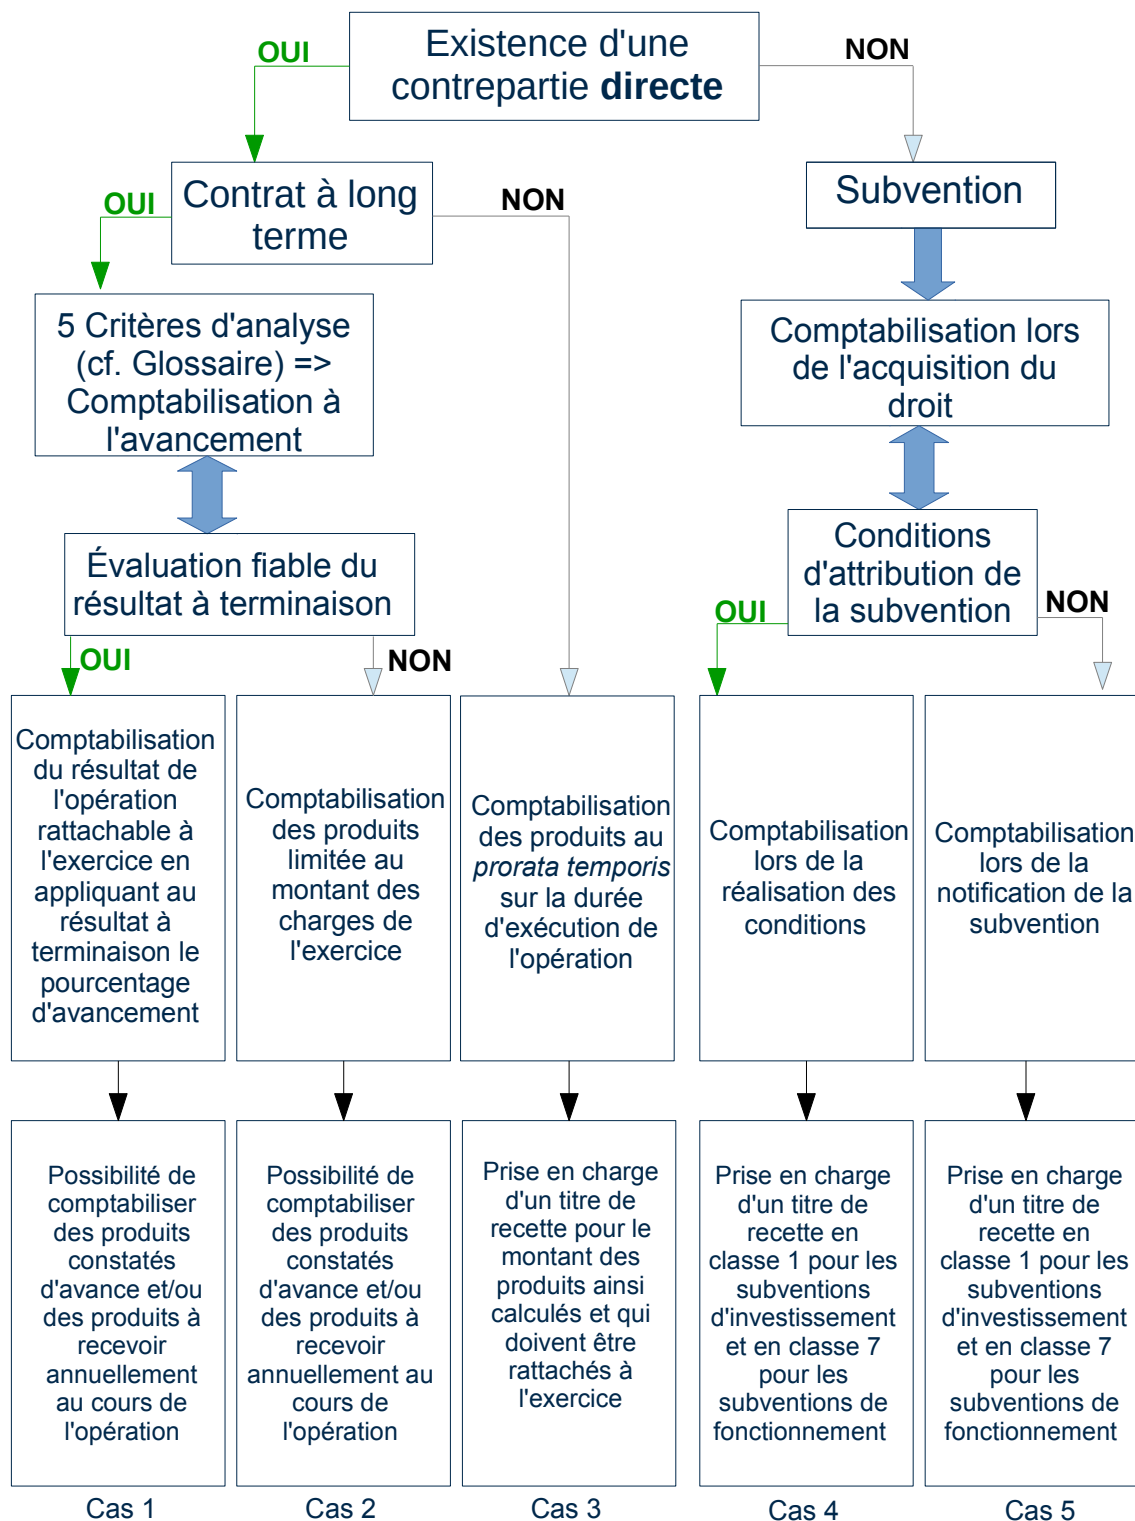 Existence d'une
contrepartie directe
OUI
NON
Contrat à long
terme
OUI
NON
Subvention
5 Critères d'analyse
(cf. Glossaire) =>
Comptabilisation à
l'avancement
Comptabilisation lors
de l'acquisition du
droit
Évaluation fiable du
résultat à terminaison
Conditions
d'attribution de
la subvention
OUI
NON
OUI
NON
Comptabilisation
du résultat de
l'opération
rattachable à
l'exercice en
appliquant au
résultat à
terminaison le
pourcentage
d'avancement
Comptabilisation
des produits
limitée au
montant des
charges de
l'exercice
Comptabilisation
des produits au
prorata temporis
sur la durée
d'exécution de
l'opération
Comptabilisation
lors de la
réalisation des
conditions
Comptabilisation
lors de la
notification de la
subvention
Possibilité de
comptabiliser
des produits
constatés
d'avance et/ou
des produits à
recevoir
annuellement
au cours de
l'opération
Possibilité de
comptabiliser
des produits
constatés
d'avance et/ou
des produits à
recevoir
annuellement au
cours de
l'opération
Prise en charge
d'un titre de
recette pour le
montant des
produits ainsi
calculés et qui
doivent être
rattachés à
l'exercice
Prise en charge
d'un titre de
recette en
classe 1 pour les
subventions
d'investissement
et en classe 7
pour les
subventions de
fonctionnement
Prise en charge
d'un titre de
recette en
classe 1 pour les
subventions
d'investissement
et en classe 7
pour les
subventions de
fonctionnement
Cas 1
Cas 2
Cas 3
Cas 4
Cas 5